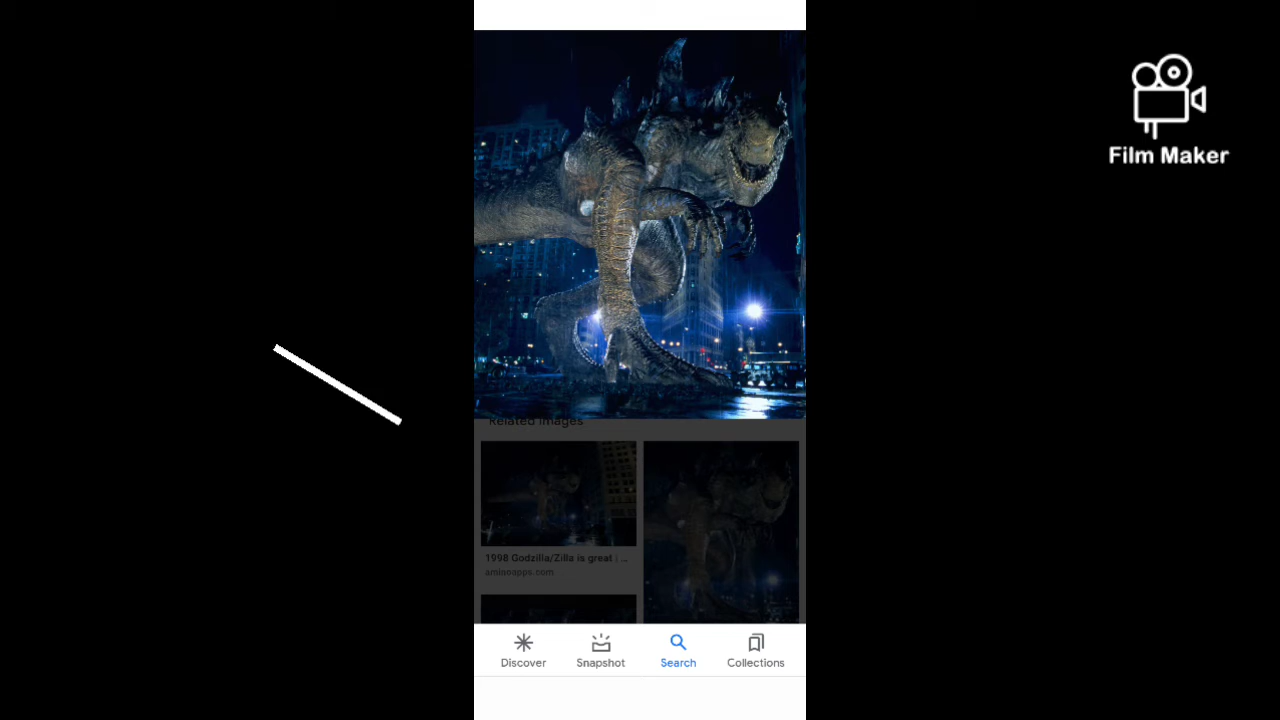 Film Maker
Related images
1998 Godzilla/Zilla is great | ...
aminoapps.com
Discover
Snapshot
Search
Collections